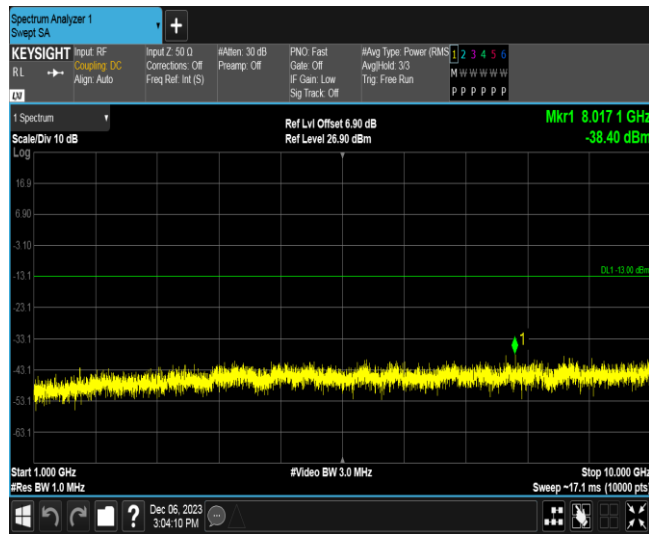 Spectrum Analyzer 1
Swept SA
KEYSIGHT
RL
LXI
Input: RF
Coupling: DC
Align: Auto
Input Z: 50 Ω
Corrections: Off
Freq Ref: Int (S)
#Atten: 30 dB
Preamp: Off
PNO: Fast
Gate: Off
IF Gain: Low
Sig Track: Off
#Avg Type: Power (RMS
Avg|Hold: 3/3
Trig: Free Run
1 2 3 4 5 6
M W W W W W
P P P P P P
1 Spectrum
Scale/Div 10 dB
Ref Lvl Offset 6.90 dB
Ref Level 26.90 dBm
Mkr1 8.017 1 GHz
-38.40 dBm
Log
16.9
6.90
-3.10
-13.1
DL1 -13.00 dBm
-23.1
-33.1
1
-43.1
-53.1
-63.1
Start 1.000 GHz
#Res BW 1.0 MHz
#Video BW 3.0 MHz
Stop 10.000 GHz
Sweep ~17.1 ms (10000 pts)
?
Dec 06, 2023
3:04:10 PM